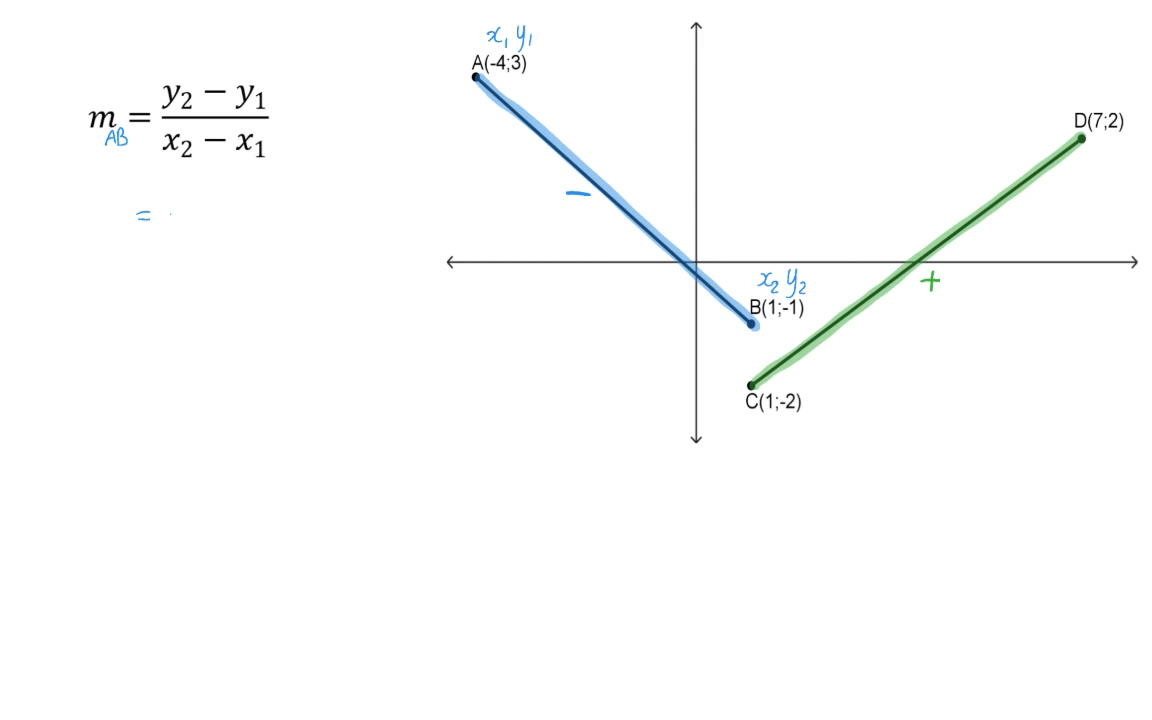 x₁ y₁
A(-4;3)
m_AB = (y₂ − y₁)/(x₂ − x₁)
=
D(7;2)
−
x₂ y₂
+
B(1;-1)
C(1;-2)